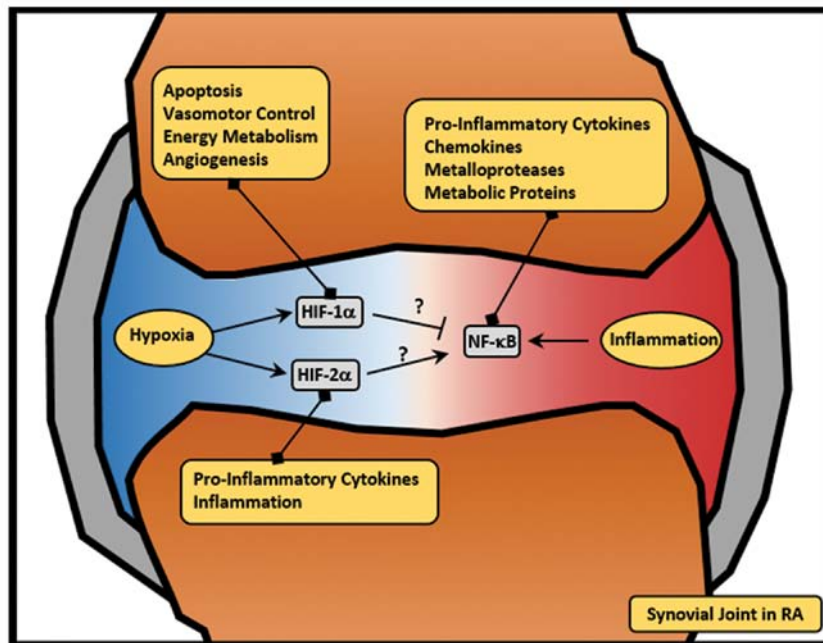 Apoptosis
Vasomotor Control
Energy Metabolism
Angiogenesis
Pro-Inflammatory Cytokines
Chemokines
Metalloproteases
Metabolic Proteins
Hypoxia
HIF-1α
?
HIF-2α
?
NF-κB
Inflammation
Pro-Inflammatory Cytokines
Inflammation
Synovial Joint in RA